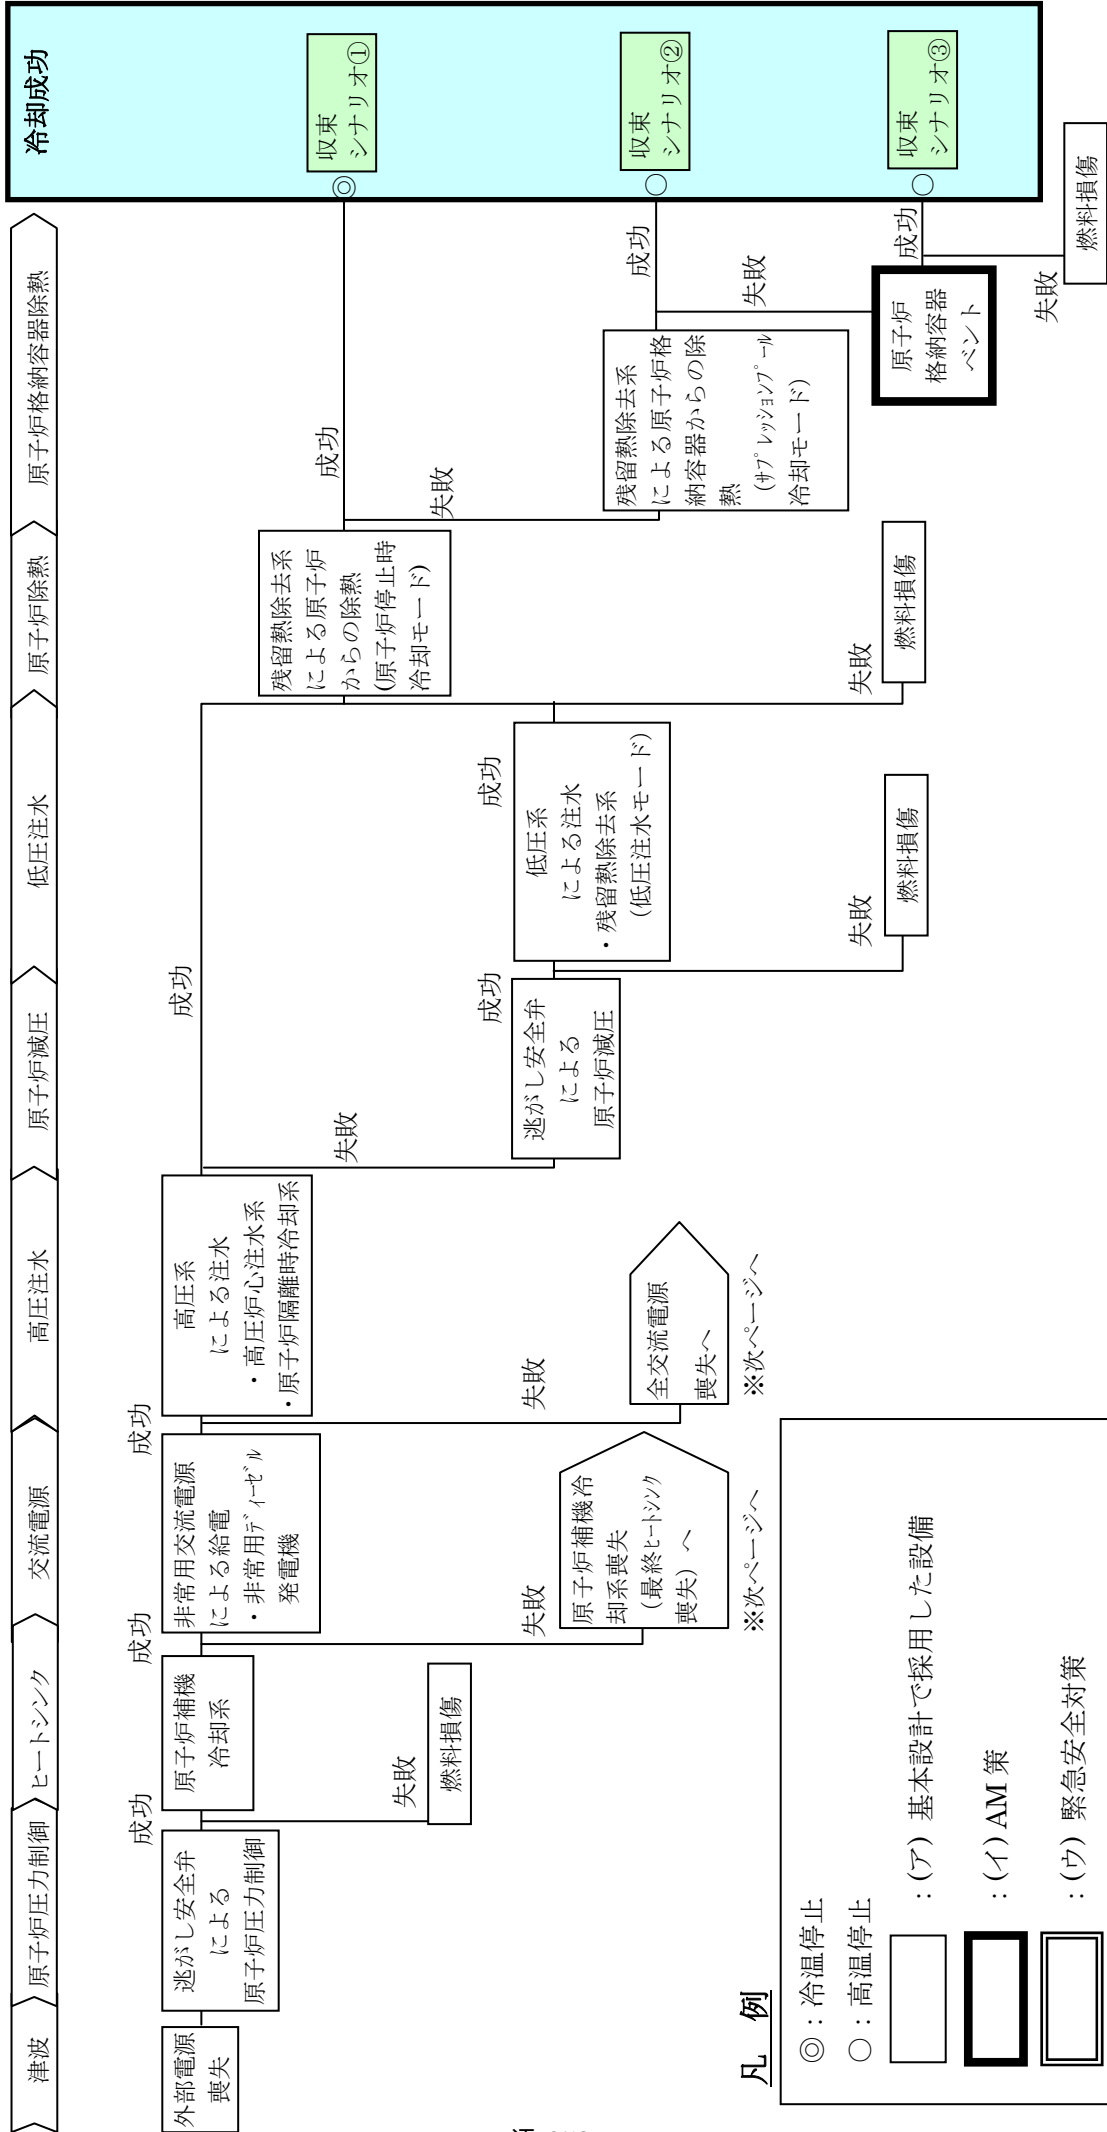 津波
原子炉圧力制御
ヒートシンク
交流電源
高圧注水
原子炉減圧
低圧注水
原子炉除熱
原子炉格納容器除熱
冷却成功
外部電源
喪失
逃がし安全弁
による
原子炉圧力制御
成功
失敗
燃料損傷
原子炉補機
冷却系
成功
失敗
原子炉補機冷
却系喪失
(最終ﾋｰﾄｼﾝｸ
喪失)へ
※次ページへ
非常用交流電源
による給電
・非常用ﾃﾞｨｰｾﾞﾙ
発電機
成功
失敗
全交流電源
喪失へ
※次ページへ
高圧系
による注水
・高圧炉心注水系
・原子炉隔離時冷却系
成功
失敗
逃がし安全弁
による
原子炉減圧
成功
失敗
燃料損傷
低圧系
による注水
・残留熱除去系
(低圧注水モード)
成功
失敗
燃料損傷
残留熱除去系
による原子炉
からの除熱
(原子炉停止時
冷却モード)
成功
失敗
残留熱除去系
による原子炉格
納容器からの除
熱
(ｻﾌﾟﾚｯｼｮﾝﾌﾟｰﾙ
冷却モード)
成功
失敗
原子炉
格納容器
ベント
成功
失敗
燃料損傷
◎
収束
シナリオ①
○
収束
シナリオ②
○
収束
シナリオ③
凡 例
◎:冷温停止
○:高温停止
:(ア) 基本設計で採用した設備
:(イ) AM 策
:(ウ) 緊急安全対策